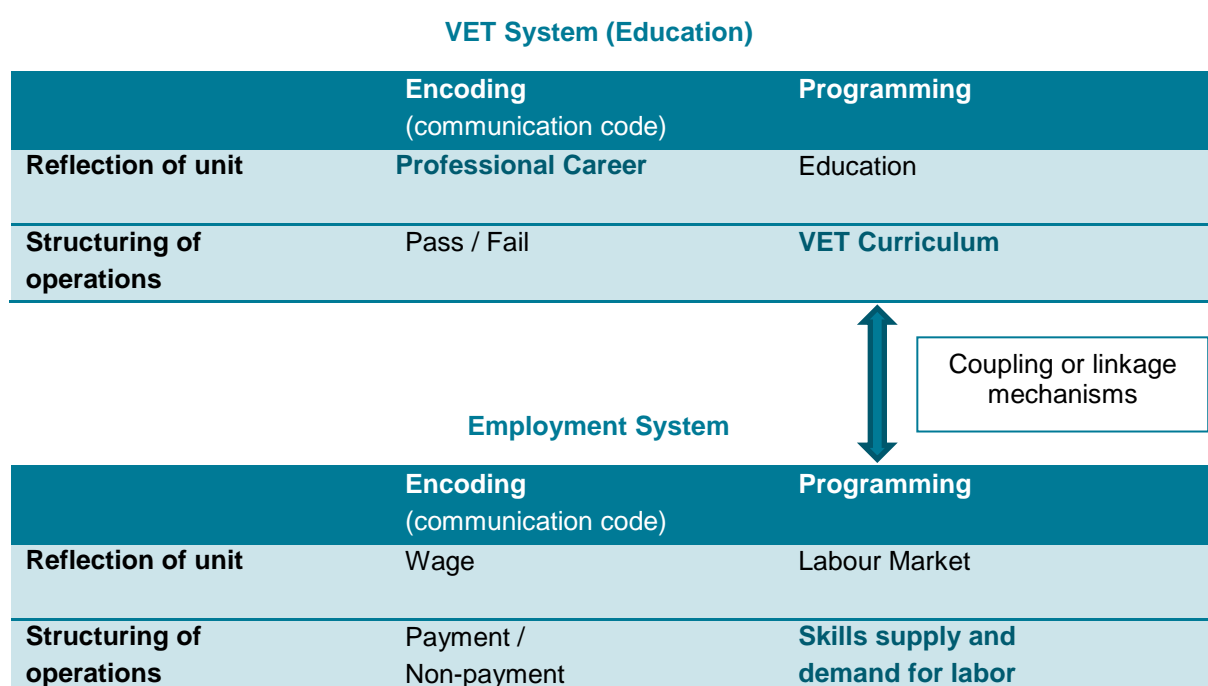 VET System (Education)
Encoding
(communication code)
Programming
Reflection of unit
Professional Career
Education
Structuring of
operations
Pass / Fail
VET Curriculum
Coupling or linkage
mechanisms
Employment System
Encoding
(communication code)
Programming
Reflection of unit
Wage
Labour Market
Structuring of
operations
Payment /
Non-payment
Skills supply and
demand for labor